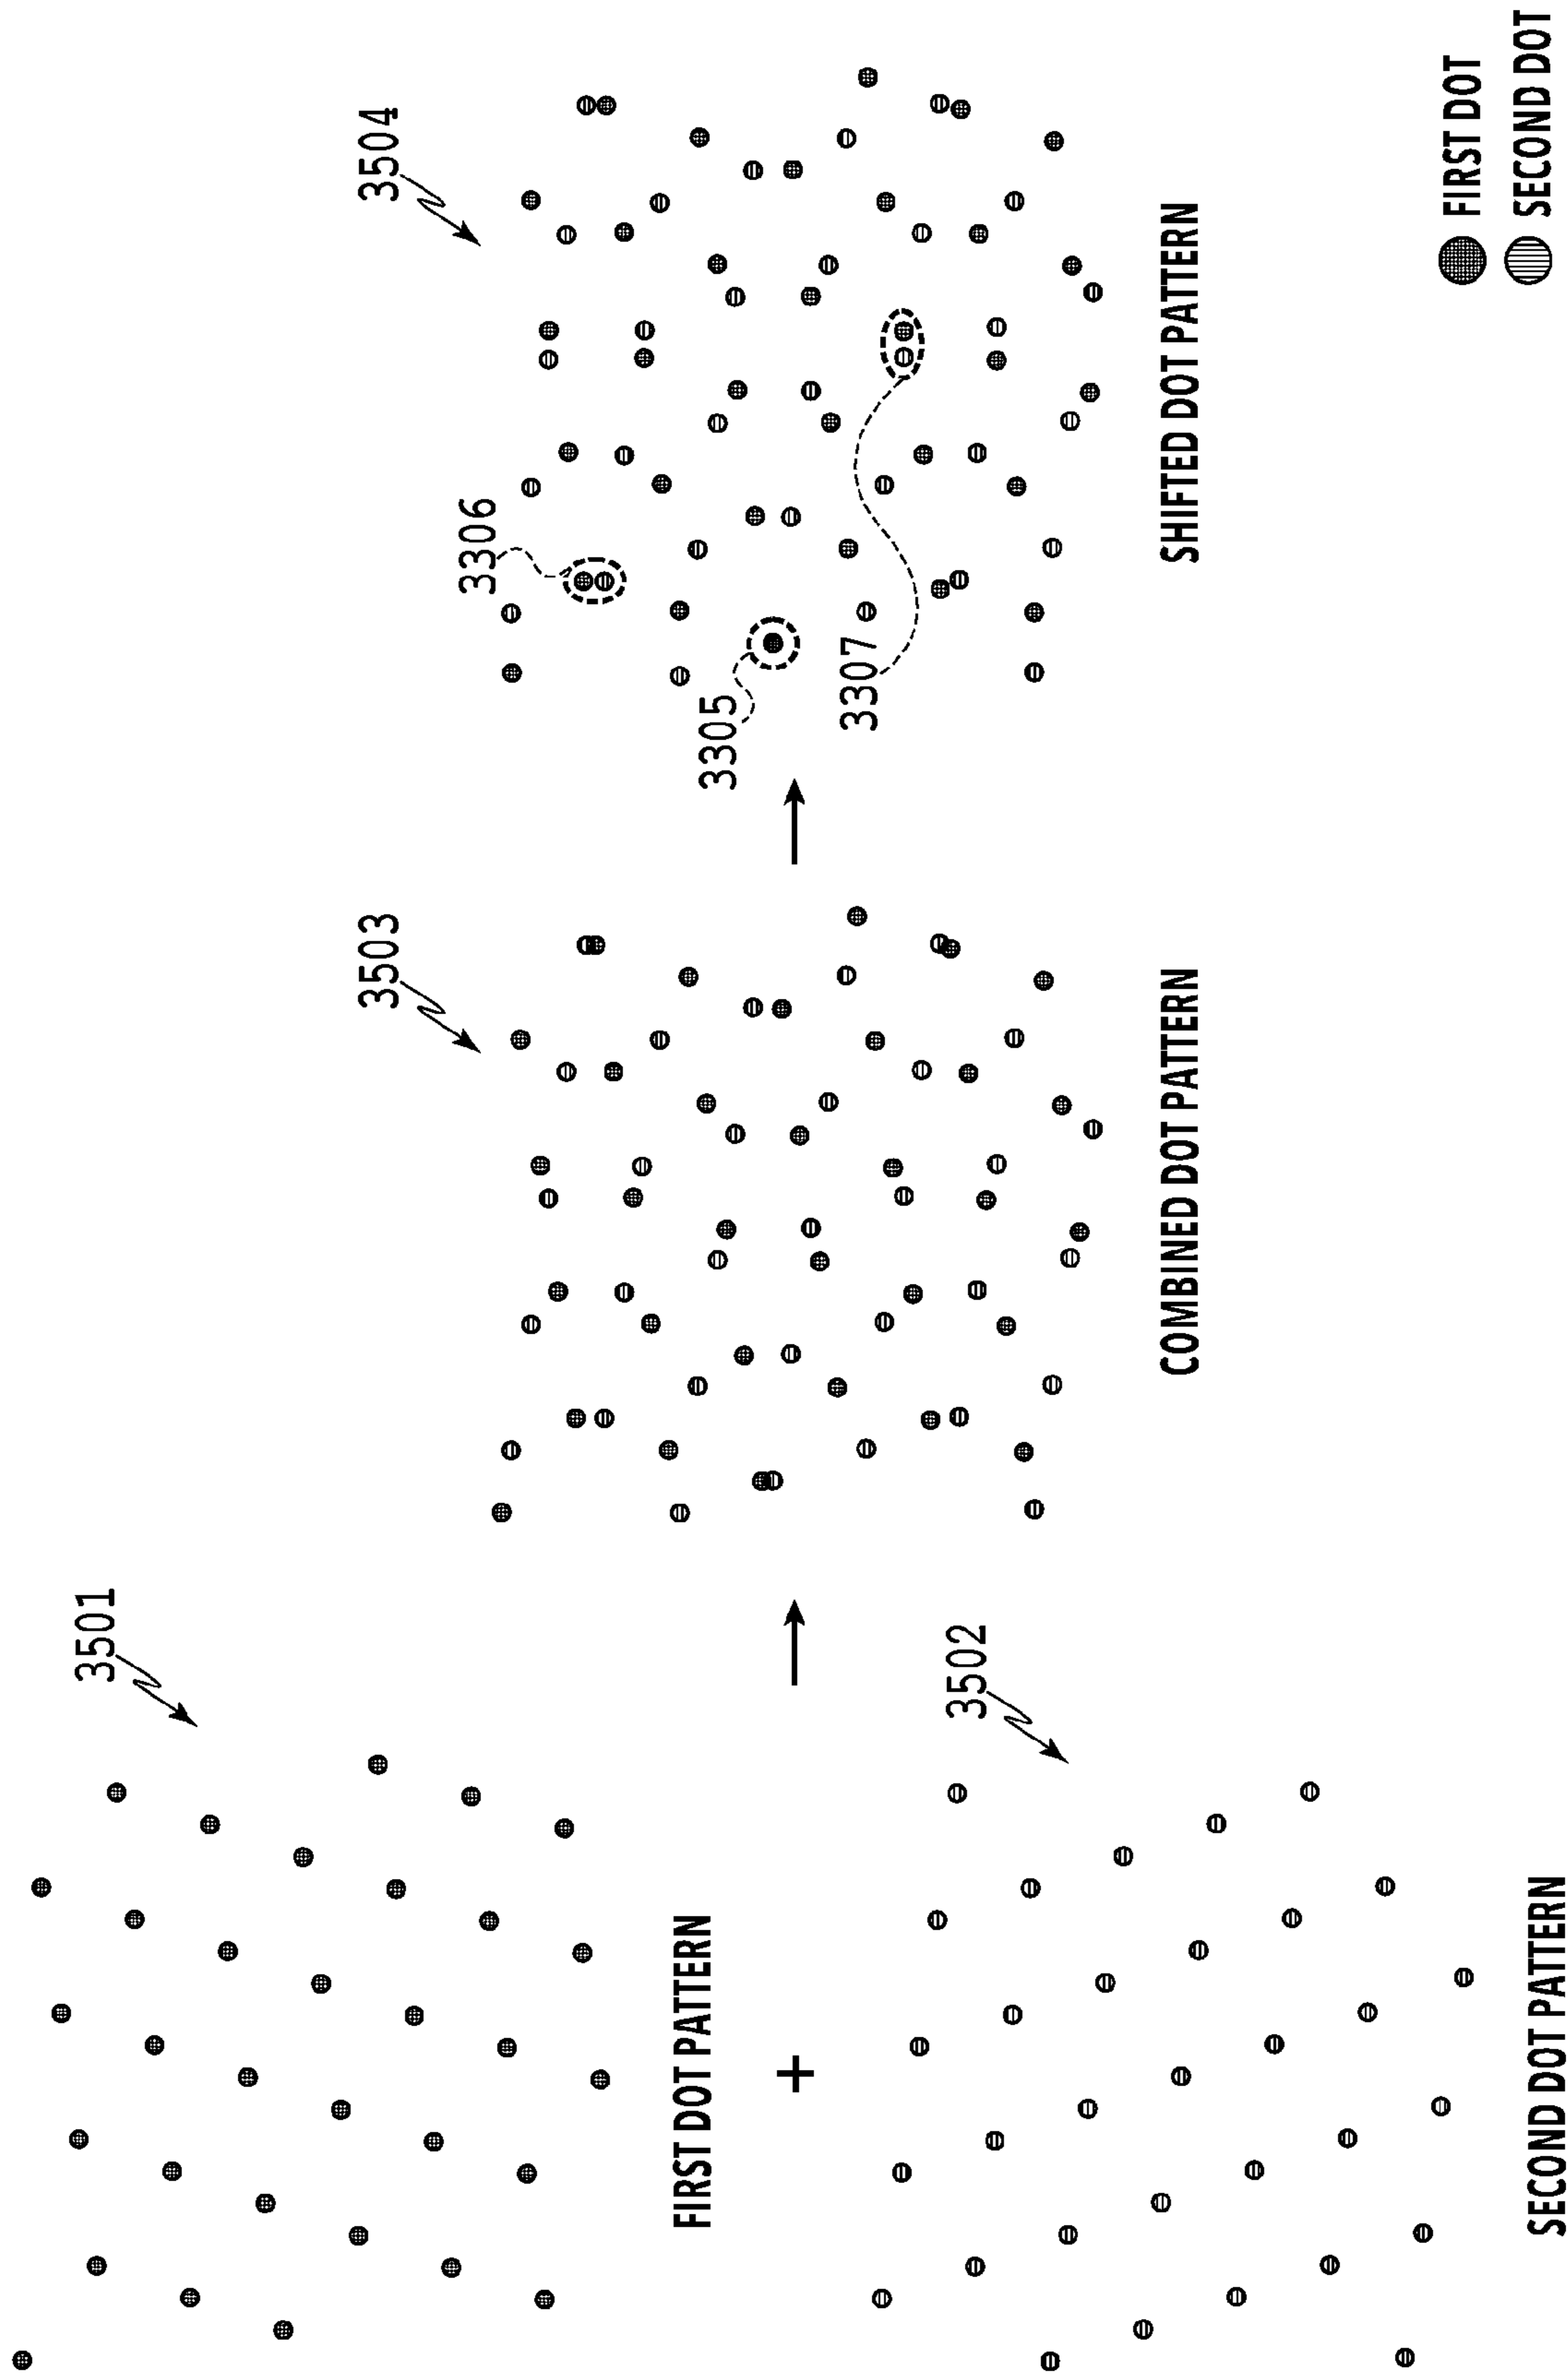 3501
FIRST DOT PATTERN
+
3502
SECOND DOT PATTERN
3503
COMBINED DOT PATTERN
3504
3306
3305
3307
SHIFTED DOT PATTERN
FIRST DOT
SECOND DOT